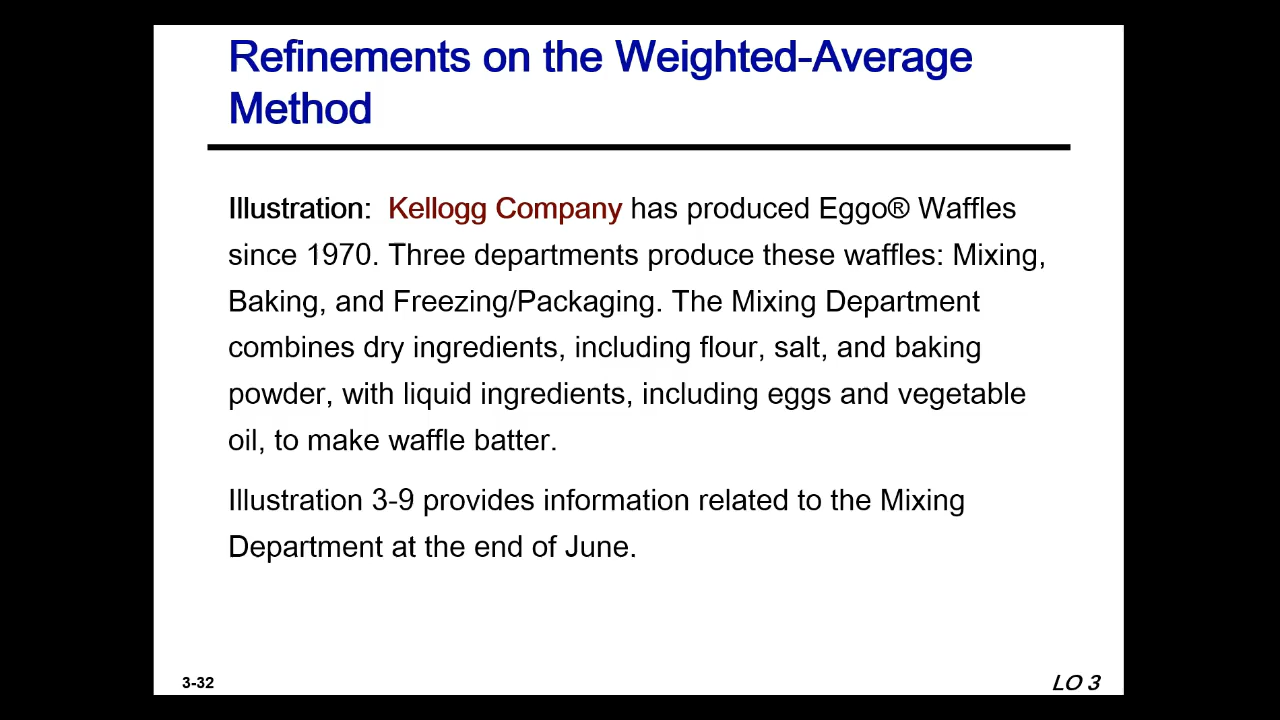 Refinements on the Weighted-Average
Method
Illustration: Kellogg Company has produced Eggo® Waffles
since 1970. Three departments produce these waffles: Mixing,
Baking, and Freezing/Packaging. The Mixing Department
combines dry ingredients, including flour, salt, and baking
powder, with liquid ingredients, including eggs and vegetable
oil, to make waffle batter.
Illustration 3-9 provides information related to the Mixing
Department at the end of June.
3-32
LO 3